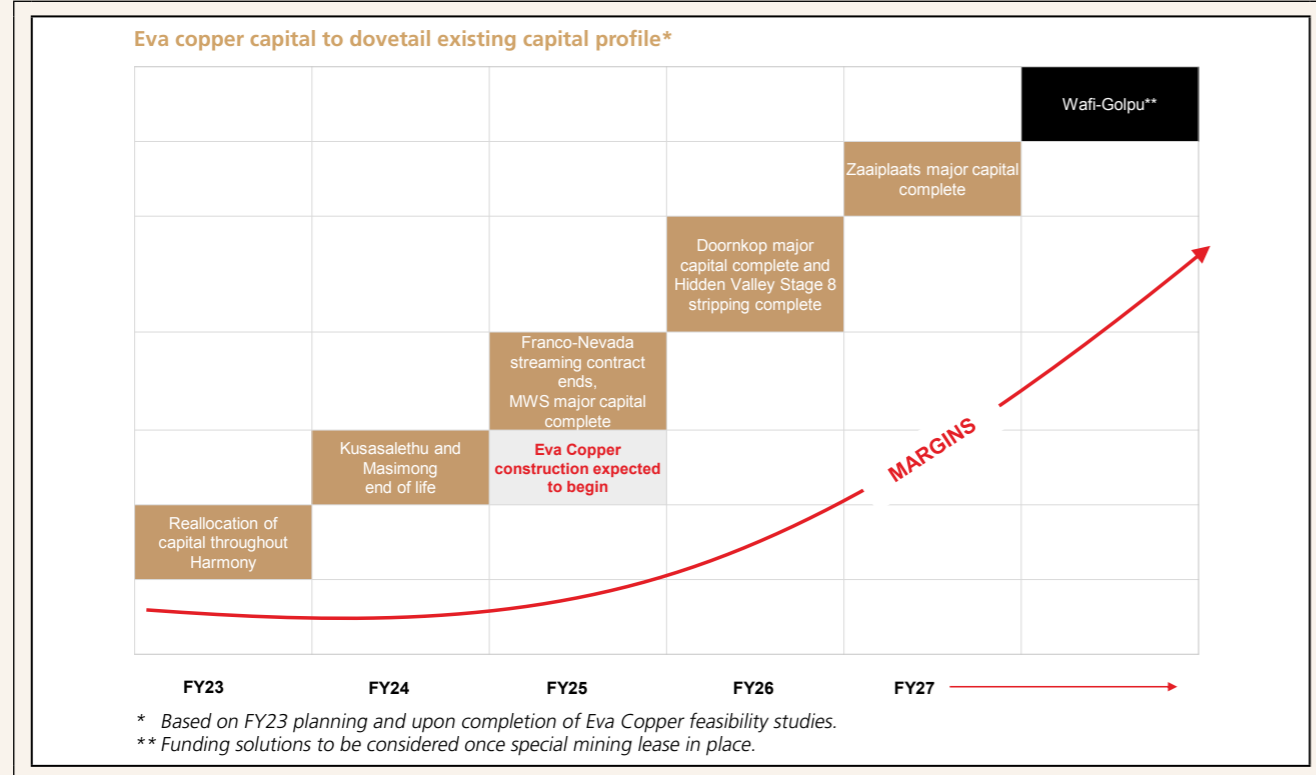 Eva copper capital to dovetail existing capital profile*
Wafi-Golpu**
Zaaiplaats major capital
complete
Doornkop major
capital complete and
Hidden Valley Stage 8
stripping complete
Franco-Nevada
streaming contract
ends,
MWS major capital
complete
Kusasalethu and
Masimong
end of life
Eva Copper
construction expected
to begin
MARGINS
Reallocation of
capital throughout
Harmony
FY23 FY24 FY25 FY26 FY27
* Based on FY23 planning and upon completion of Eva Copper feasibility studies.
** Funding solutions to be considered once special mining lease in place.